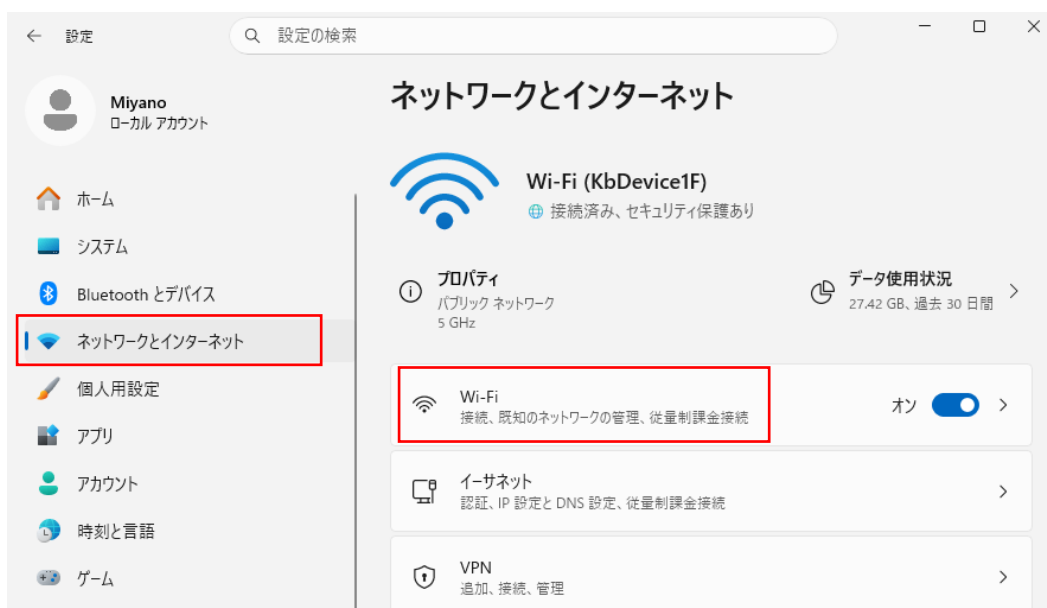 設定
設定の検索
Miyano
ローカル アカウント
ホーム
システム
Bluetooth とデバイス
ネットワークとインターネット
個人用設定
アプリ
アカウント
時刻と言語
ゲーム
ネットワークとインターネット
Wi-Fi (KbDevice1F)
接続済み、セキュリティ保護あり
プロパティ
パブリック ネットワーク
5 GHz
データ使用状況
27.42 GB、過去 30 日間
Wi-Fi
接続、既知のネットワークの管理、従量制課金接続
オン
イーサネット
認証、IP 設定と DNS 設定、従量制課金接続
VPN
追加、接続、管理